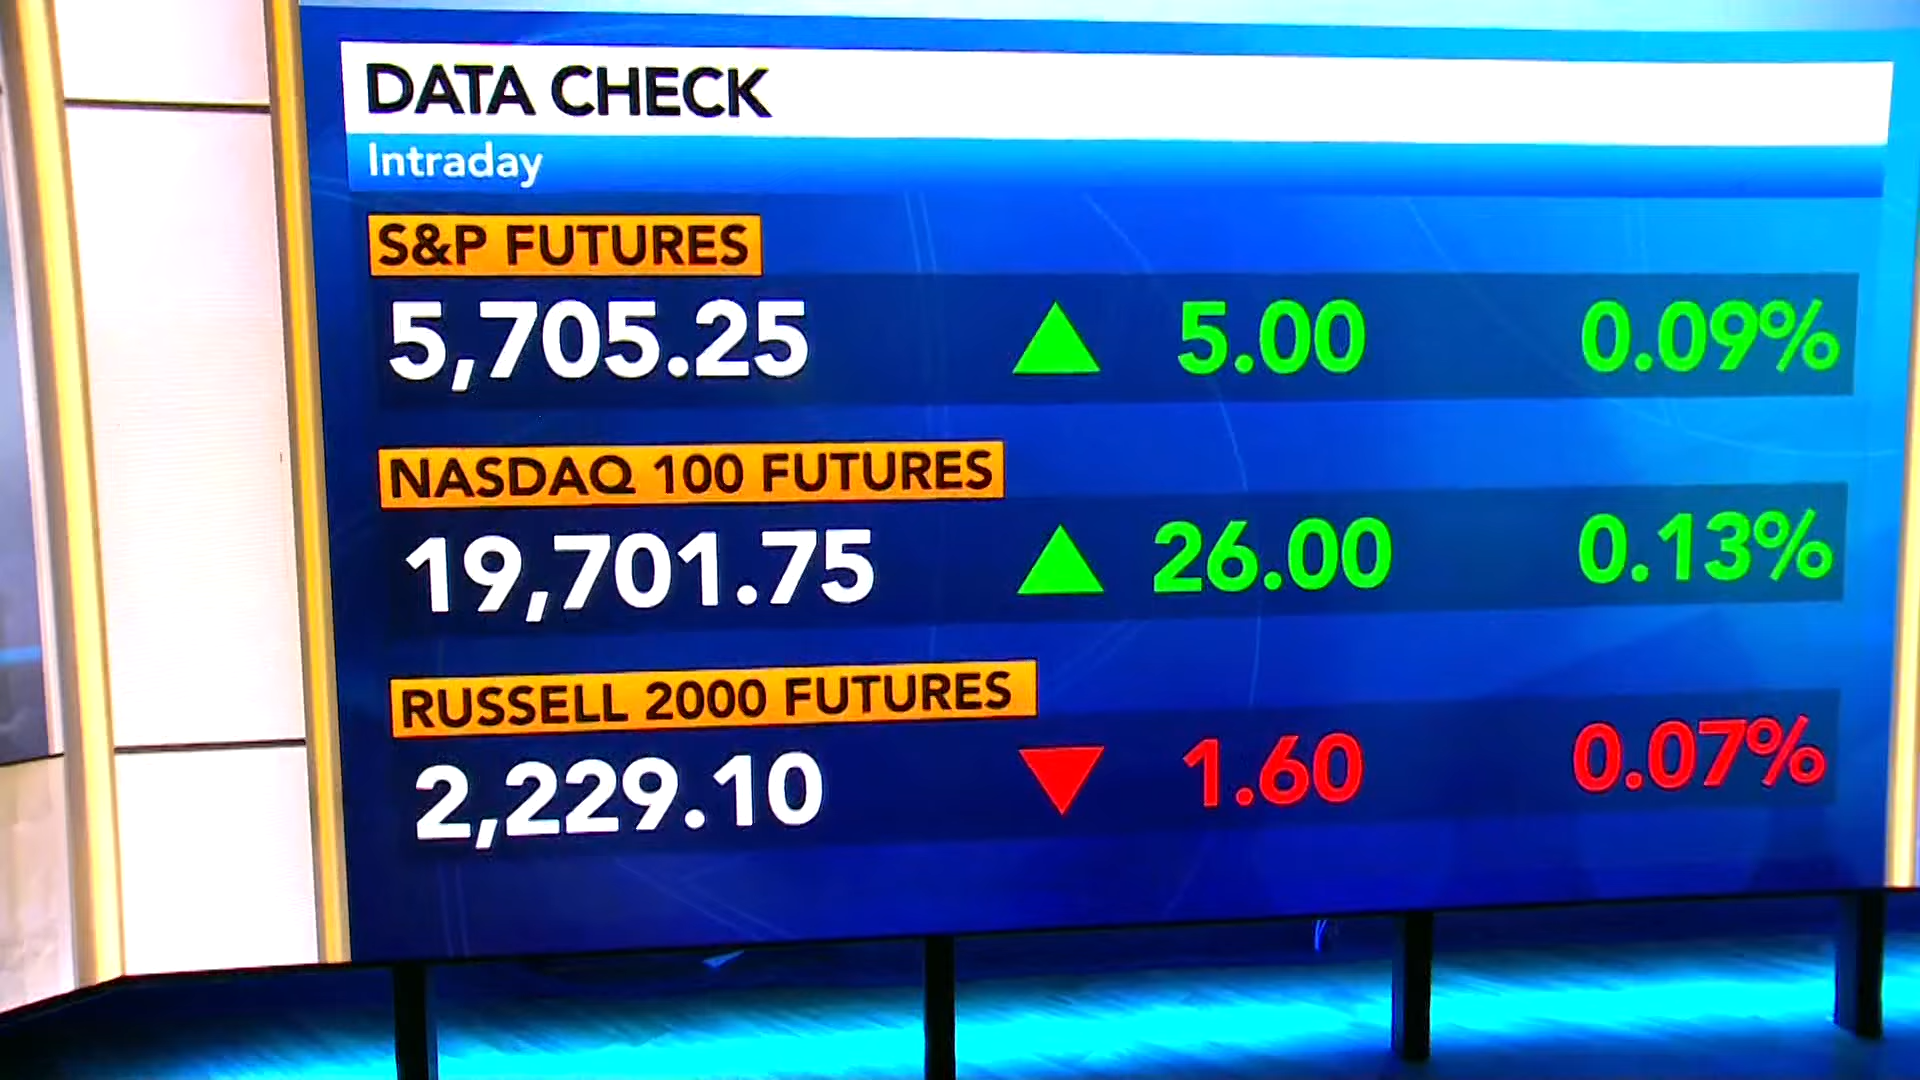 DATA CHECK
Intraday
S&P FUTURES
5,705.25 ▲ 5.00 0.09%
NASDAQ 100 FUTURES
19,701.75 ▲ 26.00 0.13%
RUSSELL 2000 FUTURES
2,229.10 ▼ 1.60 0.07%